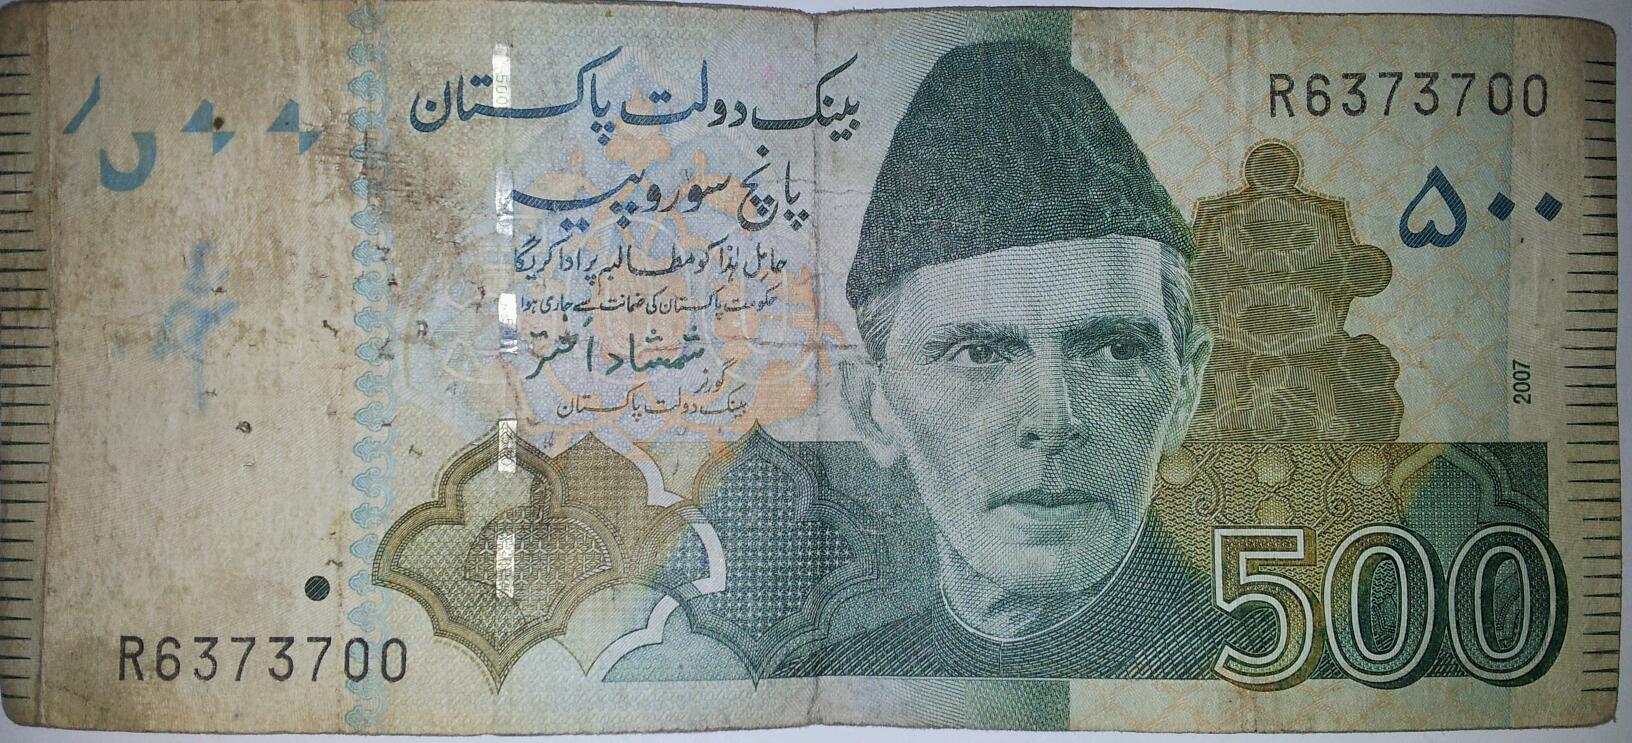 بینک دولت پاکستان
R6373700
پانچ سو روپیہ
۵۰۰
حامل ہٰذا کو مطالبہ پر ادا کریگا
حکومت پاکستان کی ضمانت سے جاری ہوا
شمشاد اختر
گورنر
بینک دولت پاکستان
2007
500
R6373700